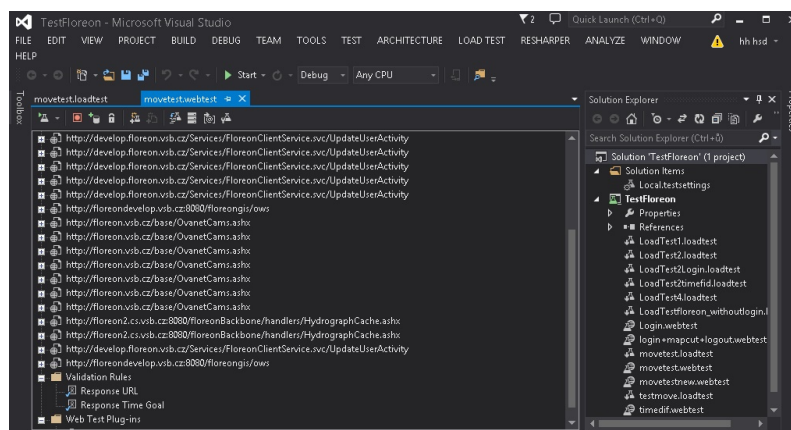 TestFloreon - Microsoft Visual Studio
2
Quick Launch (Ctrl+Q)
FILE EDIT VIEW PROJECT BUILD DEBUG TEAM TOOLS TEST ARCHITECTURE LOAD TEST RESHARPER ANALYZE WINDOW hh hsd
HELP
Start Debug Any CPU
Toolbox
movetest.loadtest movetest.webtest
http://develop.floreon.vsb.cz/Services/FloreonClientService.svc/UpdateUserActivity
http://develop.floreon.vsb.cz/Services/FloreonClientService.svc/UpdateUserActivity
http://develop.floreon.vsb.cz/Services/FloreonClientService.svc/UpdateUserActivity
http://develop.floreon.vsb.cz/Services/FloreonClientService.svc/UpdateUserActivity
http://develop.floreon.vsb.cz/Services/FloreonClientService.svc/UpdateUserActivity
http://floreondevelop.vsb.cz:8080/floreongis/ows
http://floreon.vsb.cz/base/OvanetCams.ashx
http://floreon.vsb.cz/base/OvanetCams.ashx
http://floreon.vsb.cz/base/OvanetCams.ashx
http://floreon.vsb.cz/base/OvanetCams.ashx
http://floreon.vsb.cz/base/OvanetCams.ashx
http://floreon.vsb.cz/base/OvanetCams.ashx
http://floreon.vsb.cz/base/OvanetCams.ashx
http://floreon2.cs.vsb.cz:8080/floreonBackbone/handlers/HydrographCache.ashx
http://floreon2.cs.vsb.cz:8080/floreonBackbone/handlers/HydrographCache.ashx
http://develop.floreon.vsb.cz/Services/FloreonClientService.svc/UpdateUserActivity
http://floreondevelop.vsb.cz:8080/floreongis/ows
Validation Rules
Response URL
Response Time Goal
Web Test Plug-ins
Solution Explorer
Search Solution Explorer (Ctrl+ů)
Solution 'TestFloreon' (1 project)
Solution Items
Local.testsettings
TestFloreon
Properties
References
LoadTest1.loadtest
LoadTest2.loadtest
LoadTest2Login.loadtest
LoadTest2timefid.loadtest
LoadTest4.loadtest
LoadTestfloreon_withoutlogin.l
Login.webtest
login+mapcut+logout.webtest
movetest.loadtest
movetest.webtest
movetestnew.webtest
testmove.loadtest
timedif.webtest